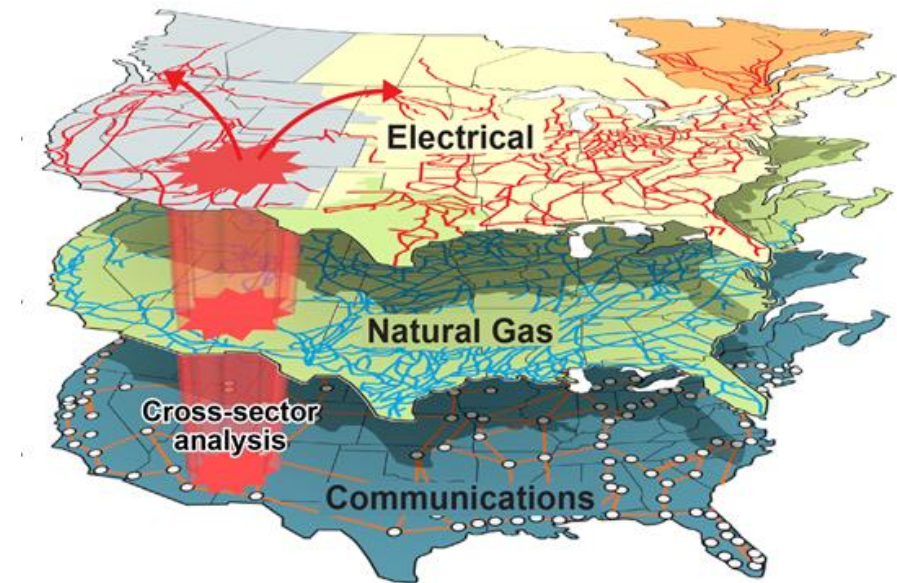 Electrical
Natural Gas
Cross-sector
analysis
Communications